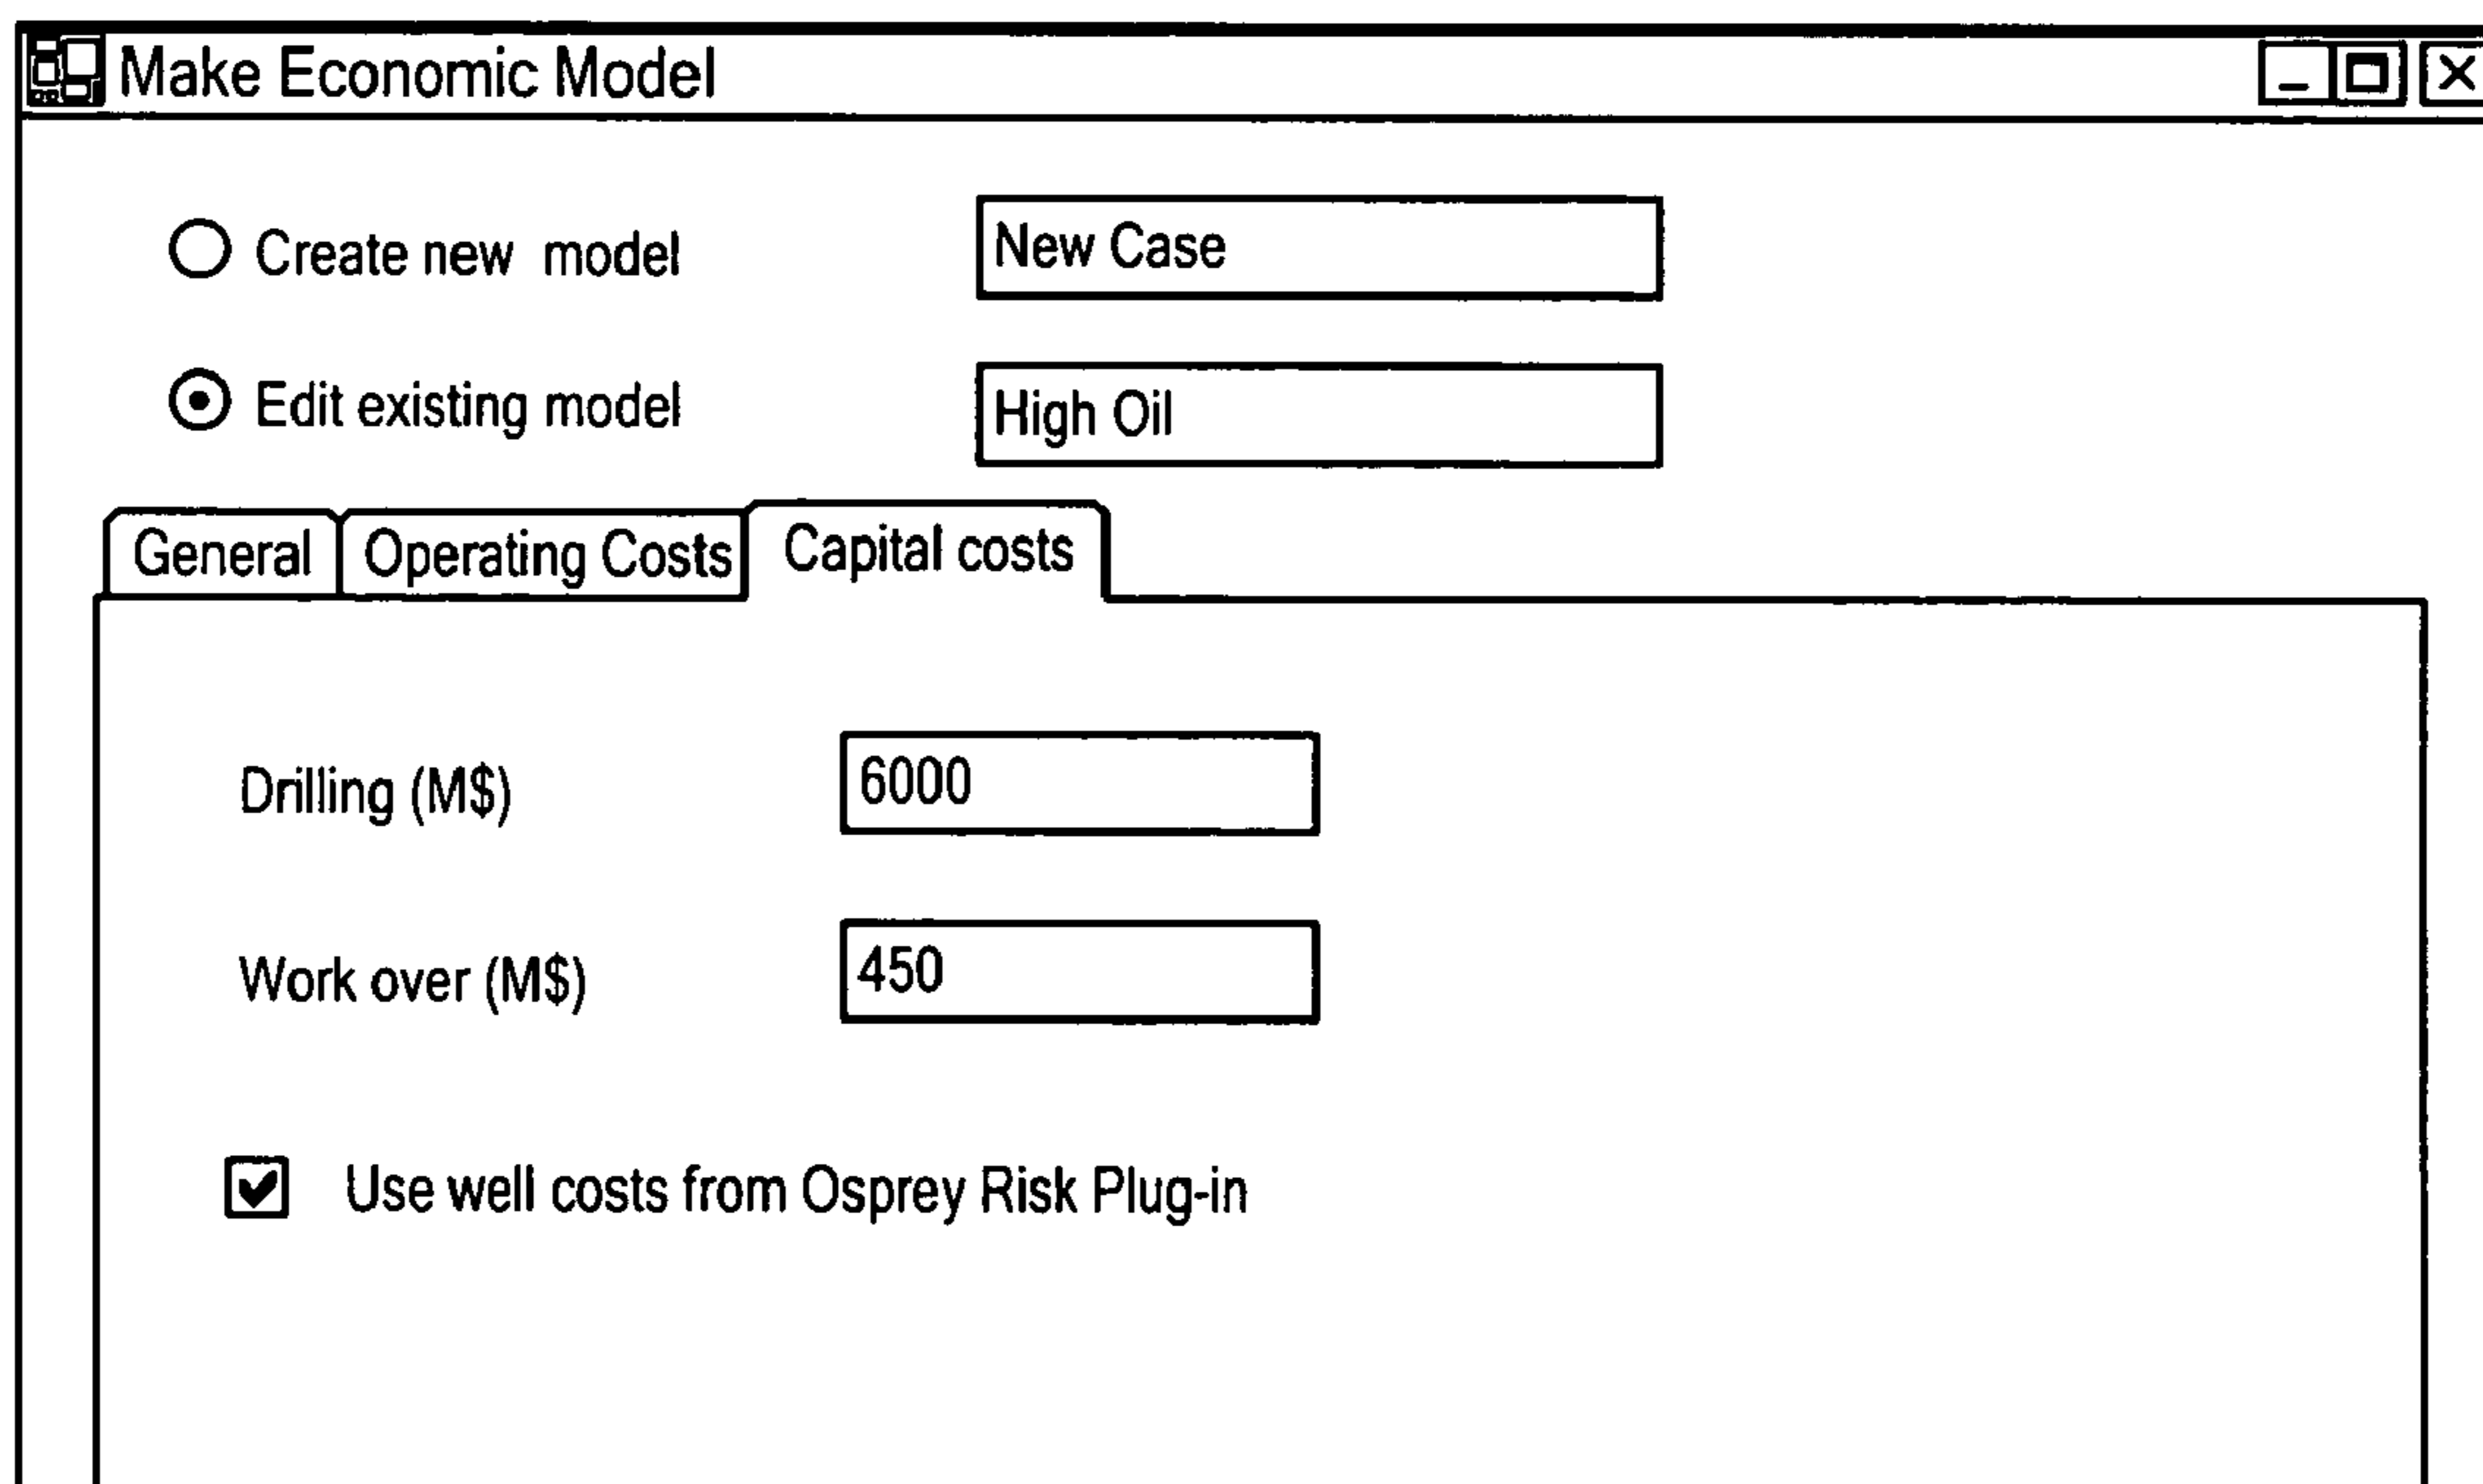 Make Economic Model
Create new model New Case
Edit existing model High Oil
General Operating Costs Capital costs
Drilling (M$) 6000
Work over (M$) 450
Use well costs from Osprey Risk Plug-in